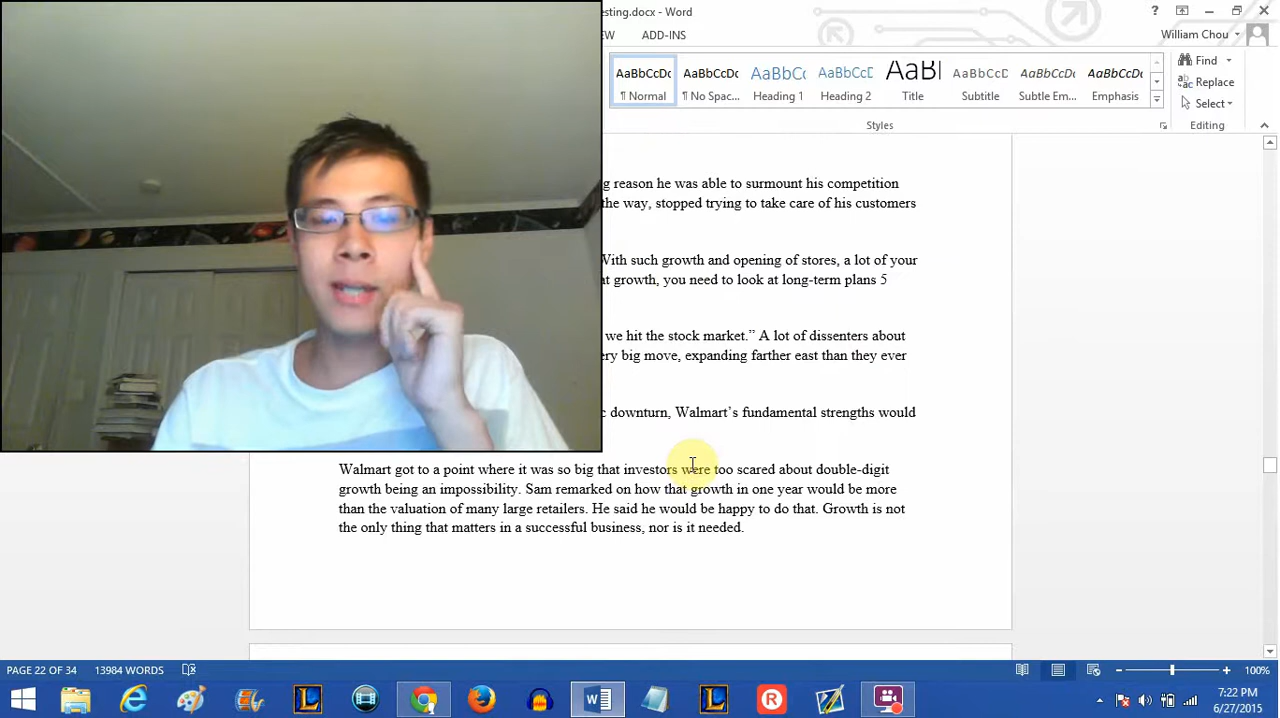 esting.docx - Word
?
EW ADD-INS
William Chou
AaBbCcDc AaBbCcDc AaBbCc AaBbCcE AaBl AaBbCcD AaBbCcDc AaBbCcDc
¶ Normal ¶ No Spac... Heading 1 Heading 2 Title Subtitle Subtle Em... Emphasis
Styles
Find
Replace
Select
Editing
g reason he was able to surmount his competition
the way, stopped trying to take care of his customers
With such growth and opening of stores, a lot of your
at growth, you need to look at long-term plans 5
we hit the stock market.” A lot of dissenters about
ery big move, expanding farther east than they ever
c downturn, Walmart’s fundamental strengths would
Walmart got to a point where it was so big that investors were too scared about double-digit
growth being an impossibility. Sam remarked on how that growth in one year would be more
than the valuation of many large retailers. He said he would be happy to do that. Growth is not
the only thing that matters in a successful business, nor is it needed.
PAGE 22 OF 34 13984 WORDS
100%
7:22 PM
6/27/2015